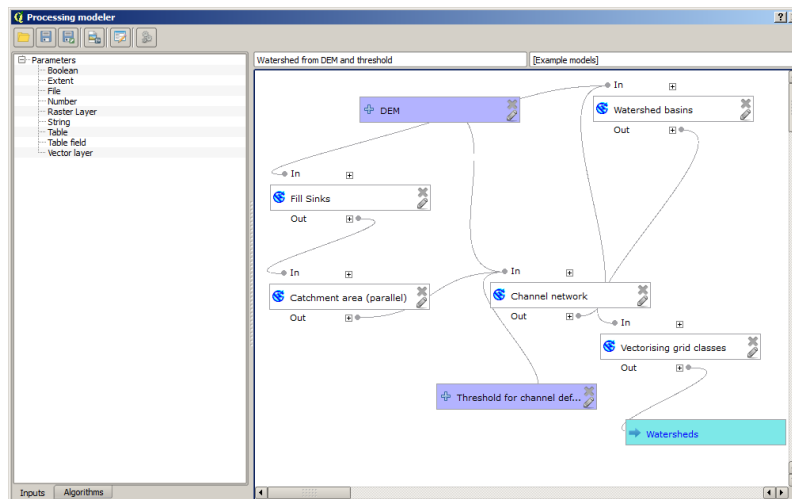 Processing modeler
Parameters
Boolean
Extent
File
Number
Raster Layer
String
Table
Table field
Vector layer
Inputs
Algorithms
Watershed from DEM and threshold
[Example models]
DEM
In
Watershed basins
Out
In
Fill Sinks
Out
In
Catchment area (parallel)
Out
In
Channel network
Out
In
Vectorising grid classes
Out
Threshold for channel def...
Watersheds